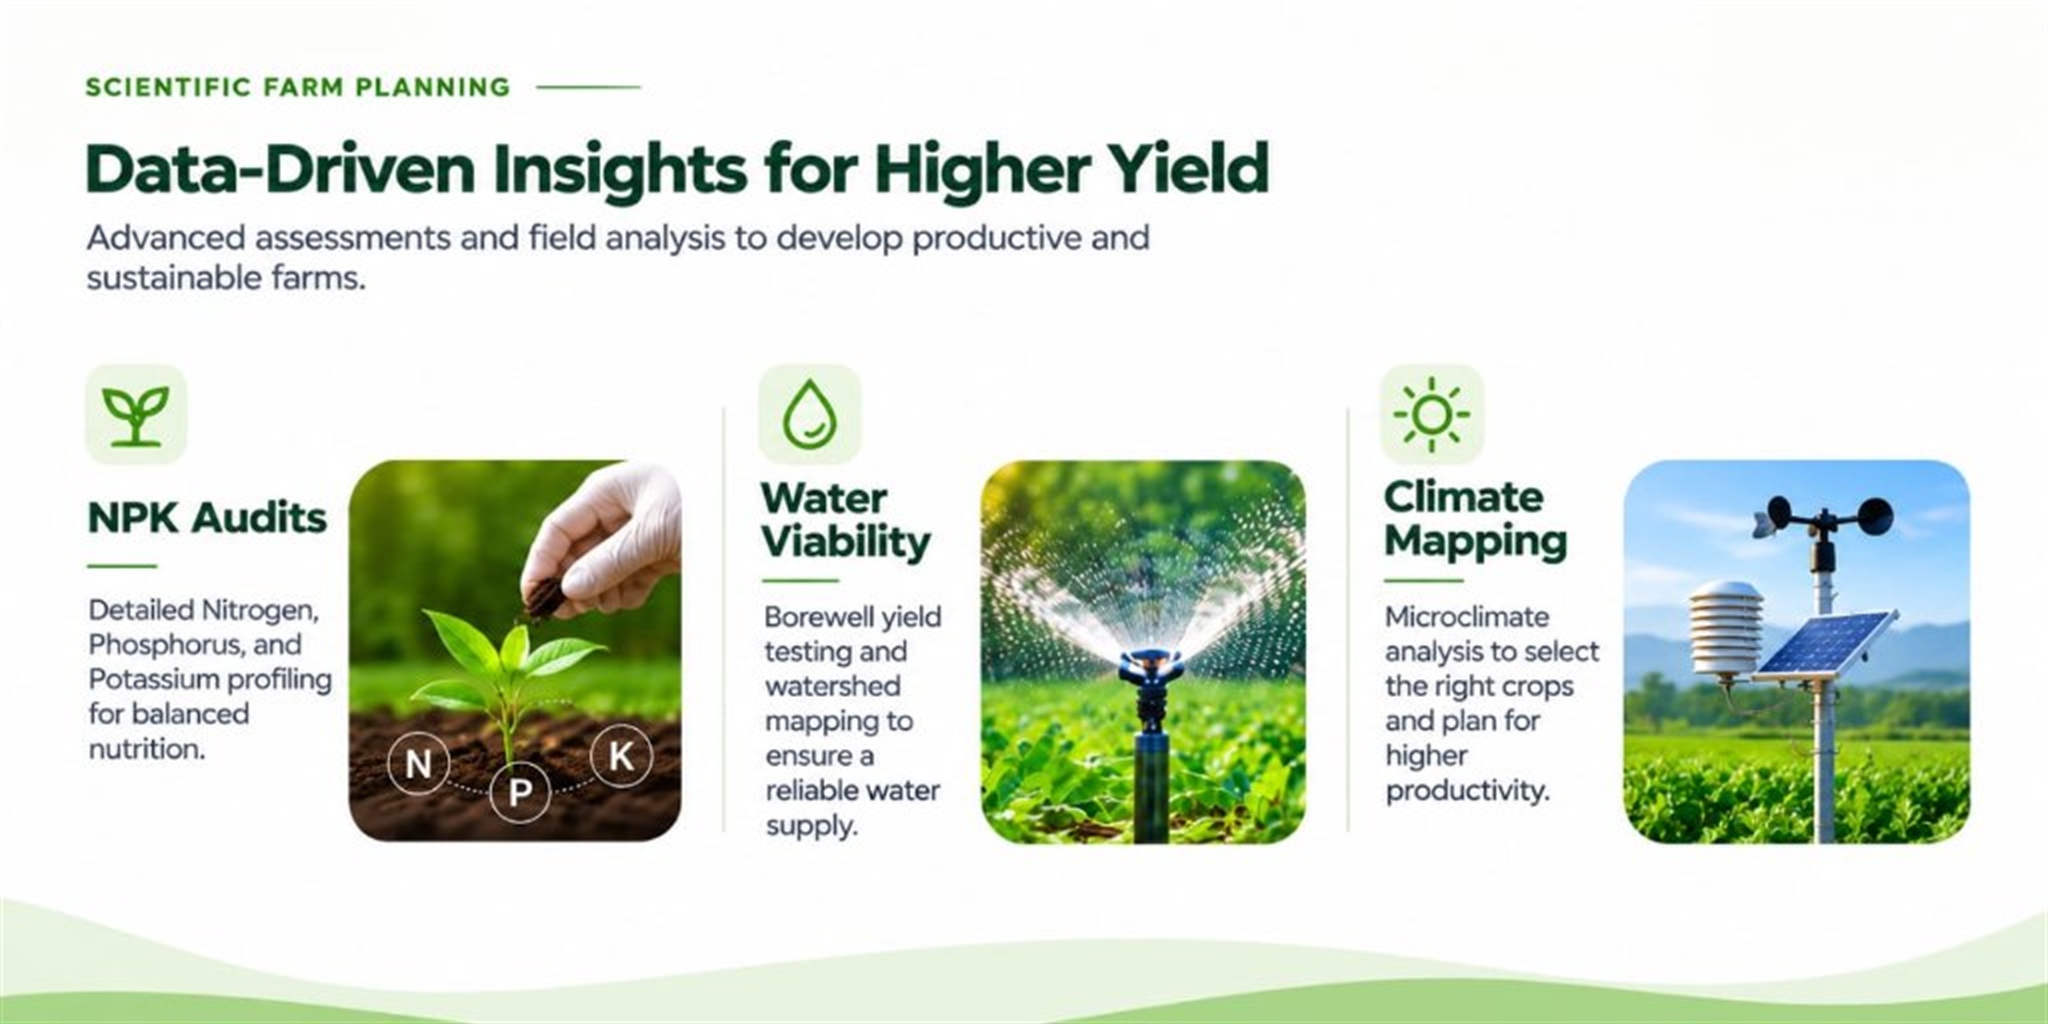 SCIENTIFIC FARM PLANNING
Data-Driven Insights for Higher Yield
Advanced assessments and field analysis to develop productive and
sustainable farms.
NPK Audits
Detailed Nitrogen,
Phosphorus, and
Potassium profiling
for balanced
nutrition.
N
P
K
Water
Viability
Borewell yield
testing and
watershed
mapping to
ensure a
reliable water
supply.
Climate
Mapping
Microclimate
analysis to select
the right crops
and plan for
higher
productivity.